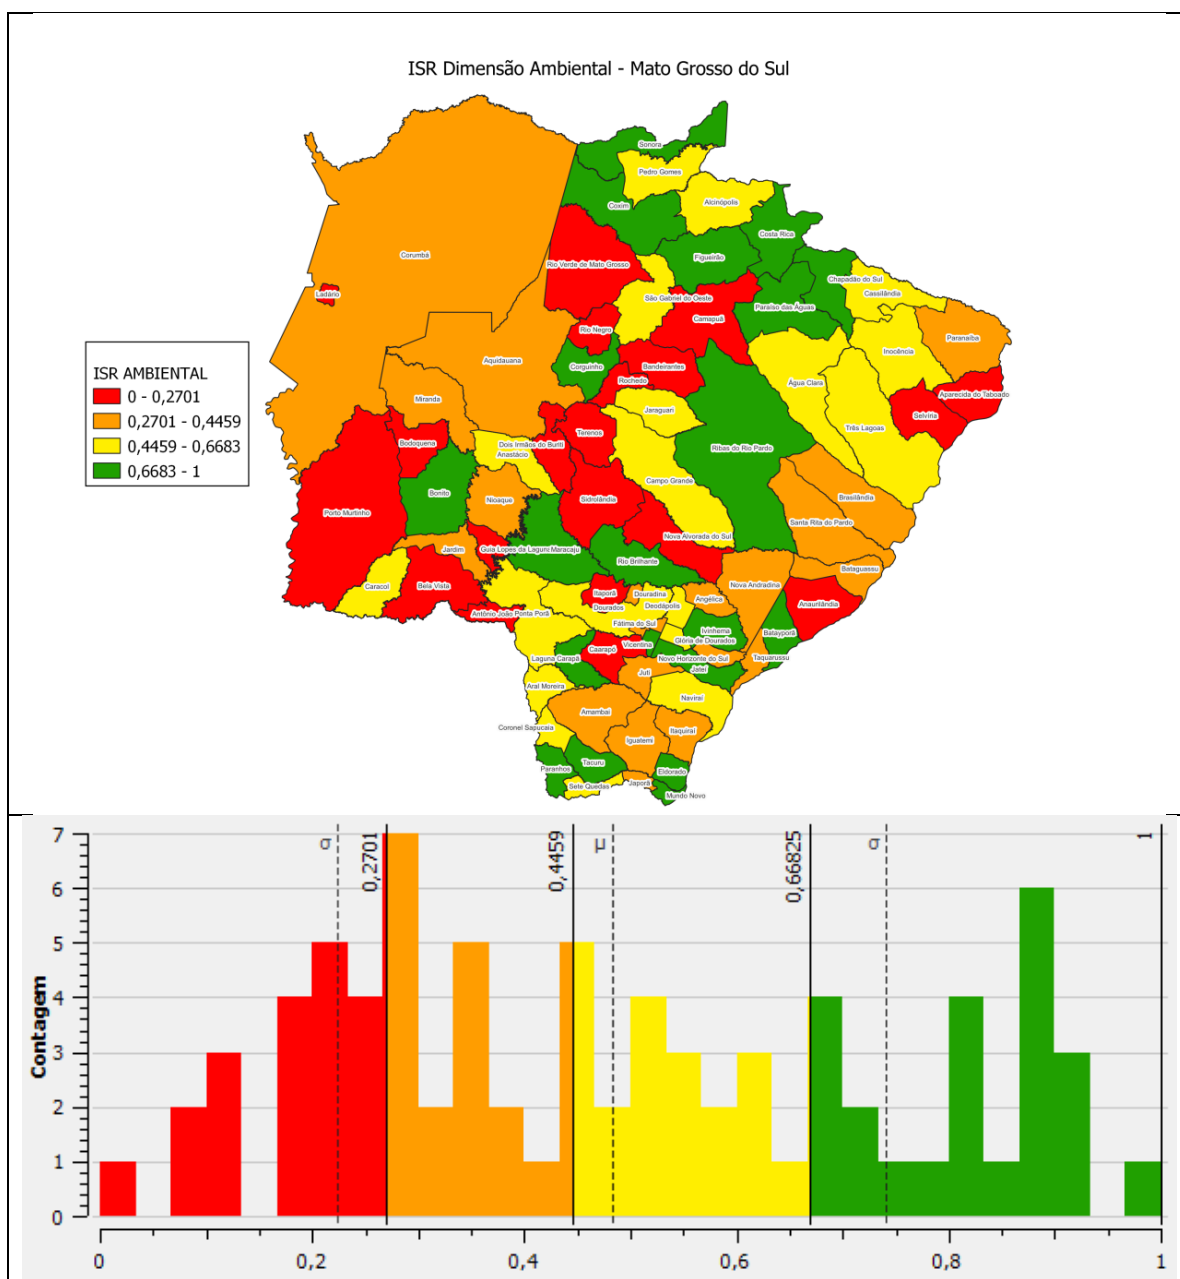 ISR Dimensão Ambiental - Mato Grosso do Sul
Sonora
Pedro Gomes
Alcinópolis
Coxim
Costa Rica
Corumbá
Figueirão
Rio Verde de Mato Grosso
Chapadão do Sul
Cassilândia
Ladário
São Gabriel do Oeste
Paraíso das Águas
Camapuã
Rio Negro
Paranaíba
Inocência
Aquidauana
Corguinho
Bandeirantes
Rochedo
Água Clara
Aparecida do Taboado
Selvíria
Miranda
Jaraguari
Três Lagoas
Terenos
Bodoquena
Dois Irmãos do Buriti
Anastácio
Ribas do Rio Pardo
Campo Grande
Bonito
Nioaque
Sidrolândia
Brasilândia
Porto Murtinho
Santa Rita do Pardo
Nova Alvorada do Sul
Jardim
Guia Lopes da Laguna
Maracaju
Rio Brilhante
Bataguassu
Caracol
Bela Vista
Nova Andradina
Itaporã
Douradina
Angélica
Anaurilândia
Dourados
Deodápolis
Antônio João
Ponta Porã
Fátima do Sul
Ivinhema
Batayporã
Glória de Dourados
Vicentina
Caarapó
Laguna Carapã
Novo Horizonte do Sul
Taquarussu
Jateí
Juti
Aral Moreira
Naviraí
Amambai
Coronel Sapucaia
Itaquiraí
Iguatemi
Tacuru
Paranhos
Eldorado
Japorã
Sete Quedas
Mundo Novo
ISR AMBIENTAL
0 - 0,2701
0,2701 - 0,4459
0,4459 - 0,6683
0,6683 - 1
Contagem
7
6
5
4
3
2
1
0
σ
0,2701
0,4459
μ
0,66825
σ
1
0
0,2
0,4
0,6
0,8
1